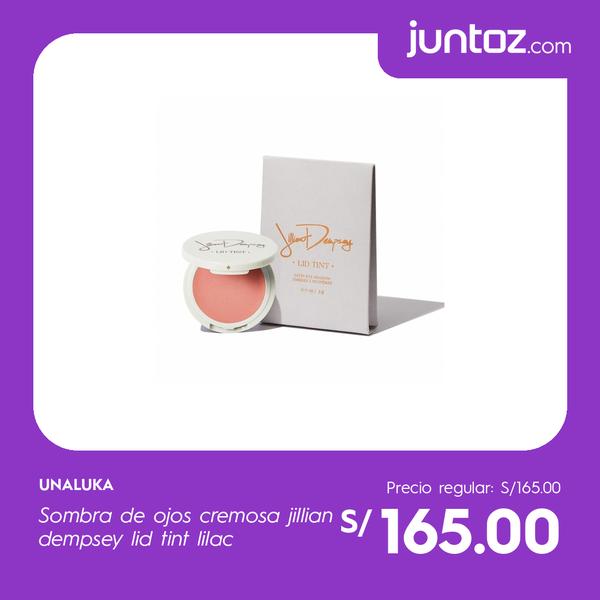 juntoz.com
Jillian Dempsey
• LID TINT •
Jillian Dempsey
• LID TINT •
UNALUKA
Precio regular: S/165.00
Sombra de ojos cremosa jillian
dempsey lid tint lilac
S/ 165.00